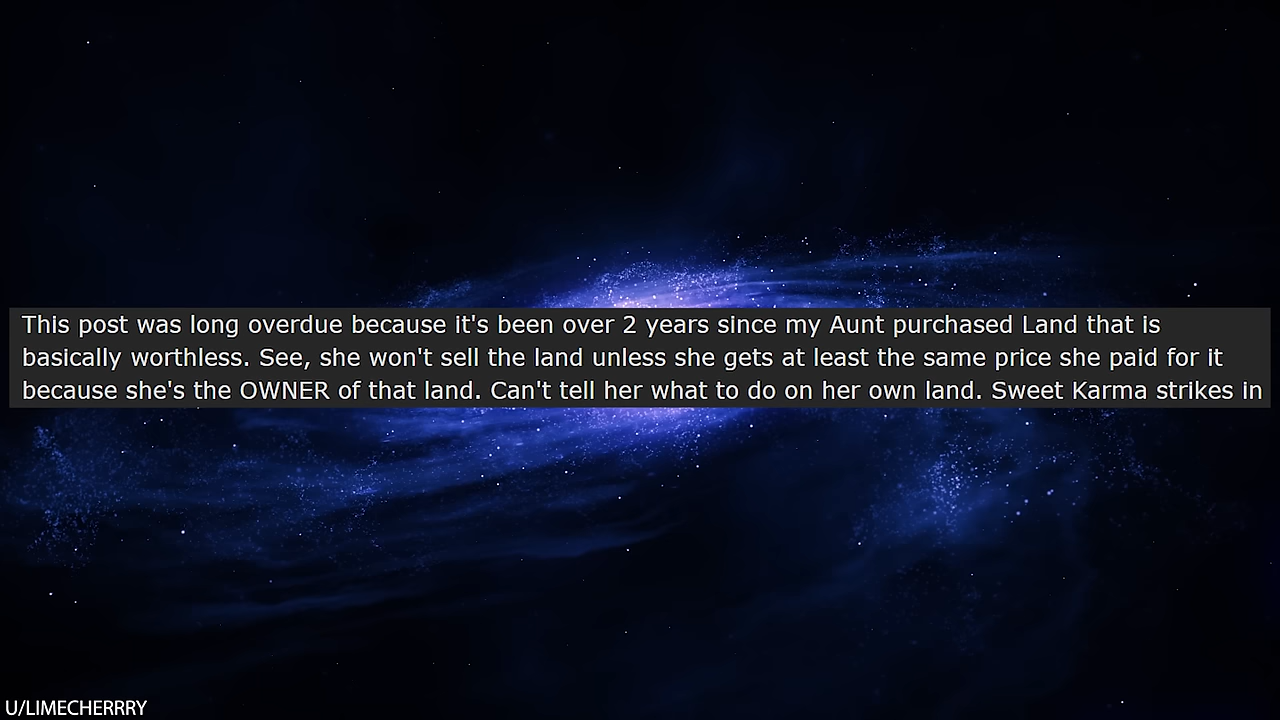 This post was long overdue because it's been over 2 years since my Aunt purchased Land that is
basically worthless. See, she won't sell the land unless she gets at least the same price she paid for it
because she's the OWNER of that land. Can't tell her what to do on her own land. Sweet Karma strikes in
U/LIMECHERRRY